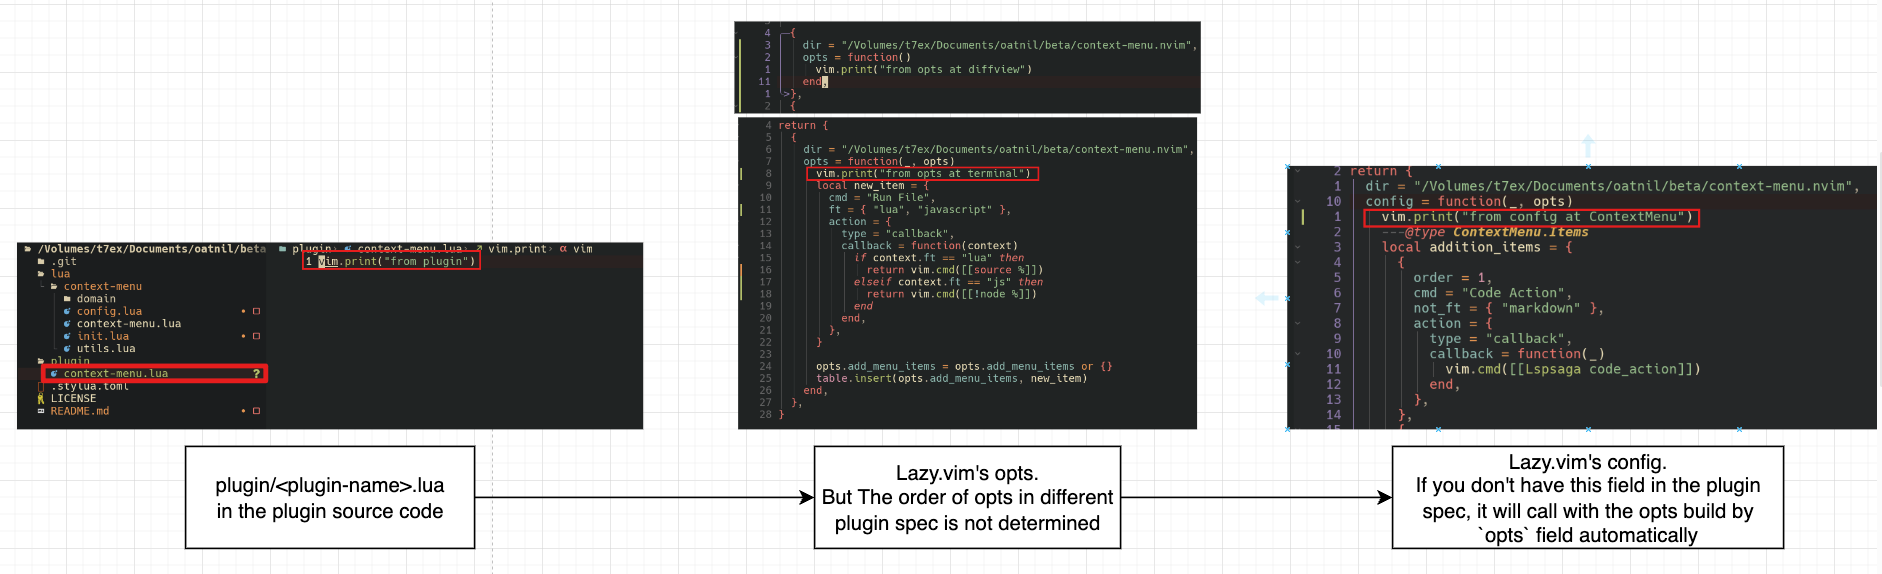 /Volumes/t7ex/Documents/oatnil/beta
.git
lua
context-menu
domain
config.lua
context-menu.lua
init.lua
utils.lua
plugin
context-menu.lua ?
.stylua.toml
LICENSE
README.md
plugin› context-menu.lua› vim.print› vim
1 vim.print("from plugin")
4 {
3 dir = "/Volumes/t7ex/Documents/oatnil/beta/context-menu.nvim",
2 opts = function()
1 vim.print("from opts at diffview")
11 end,
1 },
2 {
4 return {
5 {
6 dir = "/Volumes/t7ex/Documents/oatnil/beta/context-menu.nvim",
7 opts = function(_, opts)
8 vim.print("from opts at terminal")
9 local new_item = {
10 cmd = "Run File",
11 ft = { "lua", "javascript" },
12 action = {
13 type = "callback",
14 callback = function(context)
15 if context.ft == "lua" then
16 return vim.cmd([[source %]])
17 elseif context.ft == "js" then
18 return vim.cmd([[!node %]])
19 end
20 end,
21 },
22 }
23
24 opts.add_menu_items = opts.add_menu_items or {}
25 table.insert(opts.add_menu_items, new_item)
26 end,
27 },
28 }
2 return {
1 dir = "/Volumes/t7ex/Documents/oatnil/beta/context-menu.nvim",
10 config = function(_, opts)
1 vim.print("from config at ContextMenu")
2 ---@type ContextMenu.Items
3 local addition_items = {
4 {
5 order = 1,
6 cmd = "Code Action",
7 not_ft = { "markdown" },
8 action = {
9 type = "callback",
10 callback = function(_)
11 vim.cmd([[Lspsaga code_action]])
12 end,
13 },
14 },
15 {
plugin/<plugin-name>.lua
in the plugin source code
Lazy.vim's opts.
But The order of opts in different
plugin spec is not determined
Lazy.vim's config.
If you don't have this field in the plugin
spec, it will call with the opts build by
`opts` field automatically